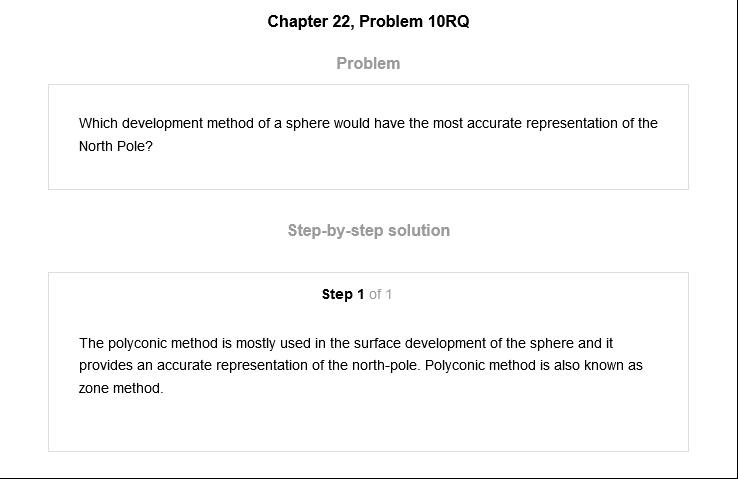 Chapter 22, Problem 10RQ
Problem
Which development method of a sphere would have the most accurate representation of the
North Pole?
Step-by-step solution
Step 1 of 1
The polyconic method is mostly used in the surface development of the sphere and it
provides an accurate representation of the north-pole. Polyconic method is also known as
zone method.